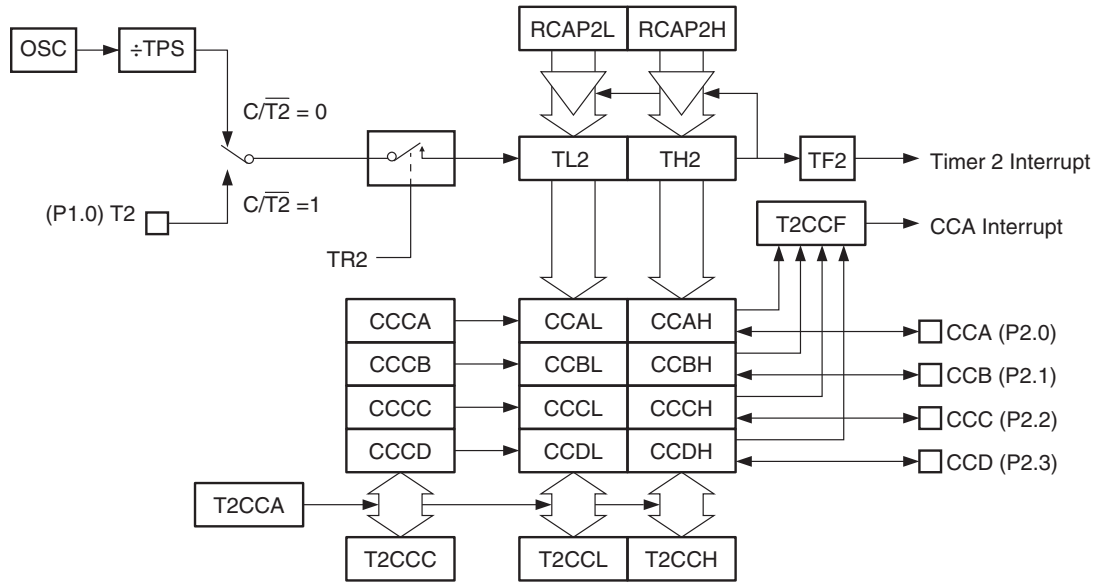 RCAP2L RCAP2H
OSC ÷TPS
C/T2̅ = 0
TL2 TH2 TF2 Timer 2 Interrupt
C/T2̅ =1
(P1.0) T2
T2CCF CCA Interrupt
TR2
CCCA CCAL CCAH CCA (P2.0)
CCCB CCBL CCBH CCB (P2.1)
CCCC CCCL CCCH CCC (P2.2)
CCCD CCDL CCDH CCD (P2.3)
T2CCA
T2CCC T2CCL T2CCH